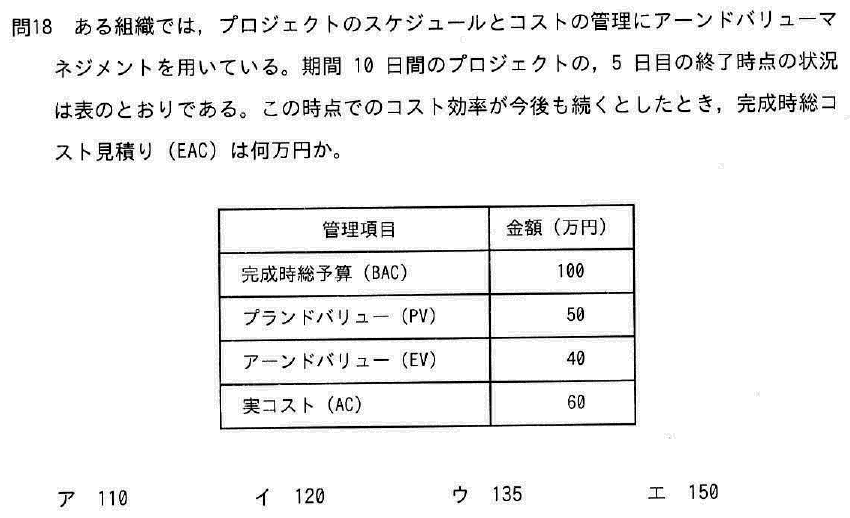 問18 ある組織では，プロジェクトのスケジュールとコストの管理にアーンドバリューマ
ネジメントを用いている。期間 10 日間のプロジェクトの，5 日目の終了時点の状況
は表のとおりである。この時点でのコスト効率が今後も続くとしたとき，完成時総コ
スト見積り（EAC）は何万円か。
管理項目 金額（万円）
完成時総予算（BAC） 100
プランドバリュー（PV） 50
アーンドバリュー（EV） 40
実コスト（AC） 60
ア 110 イ 120 ウ 135 エ 150